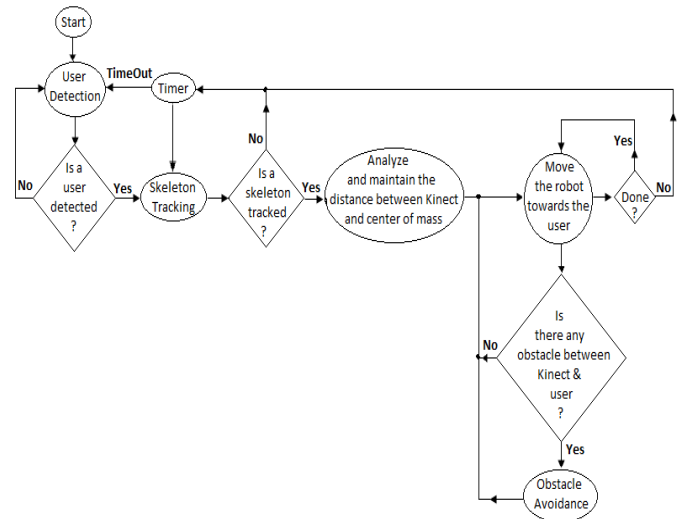 Start
User
Detection
TimeOut
Timer
Is a
user
detected
?
No
Yes
Skeleton
Tracking
No
Is a
skeleton
tracked
?
Yes
Analyze
and maintain the
distance between Kinect
and center of mass
Move
the robot
towards the
user
Yes
Done
?
No
Is
there any
obstacle between
Kinect &
user
?
No
Yes
Obstacle
Avoidance